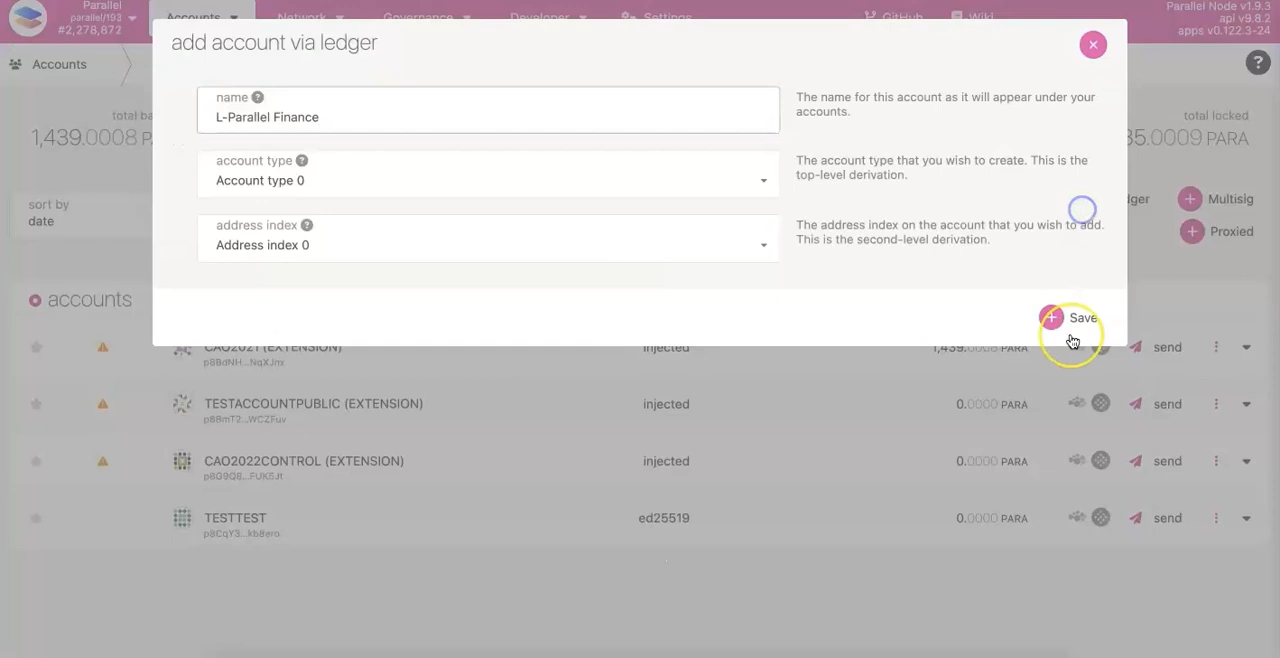 Parallel
parallel/193
#2,278,872
Accounts
Network
Governance
Developer
Settings
GitHub
Wiki
Parallel Node v1.9.3
api v9.8.2
apps v0.122.3-24
Accounts
?
add account via ledger
name ?
L-Parallel Finance
The name for this account as it will appear under your
accounts.
account type ?
Account type 0
The account type that you wish to create. This is the
top-level derivation.
address index ?
Address index 0
The address index on the account that you wish to add.
This is the second-level derivation.
Save
total
1,439.0008
total locked
35.0009 PARA
sort by
date
Multisig
Proxied
accounts
CAO2021 (EXTENSION)
injected
1,439.0008 PARA
send
TESTACCOUNTPUBLIC (EXTENSION)
p8BmT2...WCZFuv
injected
0.0000 PARA
send
CAO2022CONTROL (EXTENSION)
injected
0.0000 PARA
send
TESTTEST
p8CqY3...kb8ero
ed25519
0.0000 PARA
send